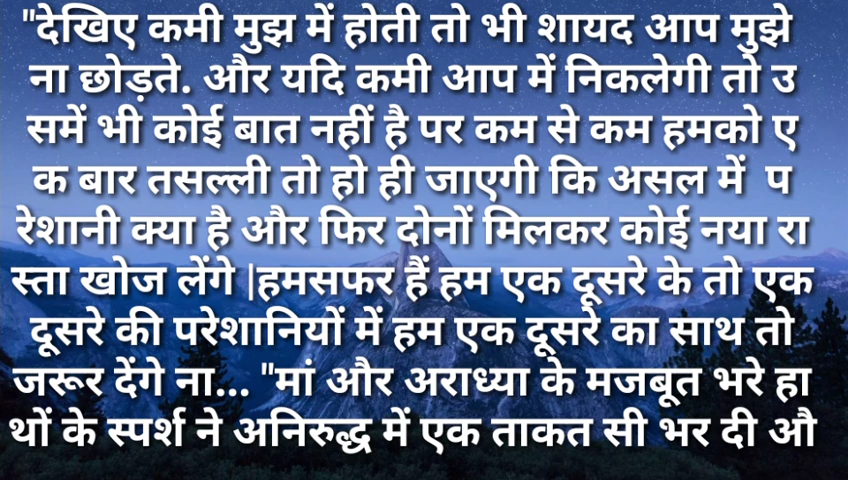 "देखिए कमी मुझ में होती तो भी शायद आप मुझे
ना छोड़ते. और यदि कमी आप में निकलेगी तो उ
समें भी कोई बात नहीं है पर कम से कम हमको ए
क बार तसल्ली तो हो ही जाएगी कि असल में  प
रेशानी क्या है और फिर दोनों मिलकर कोई नया रा
स्ता खोज लेंगे |हमसफर हैं हम एक दूसरे के तो एक
दूसरे की परेशानियों में हम एक दूसरे का साथ तो
जरूर देंगे ना... "मां और अराध्या के मजबूत भरे हा
थों के स्पर्श ने अनिरुद्ध में एक ताकत सी भर दी औ